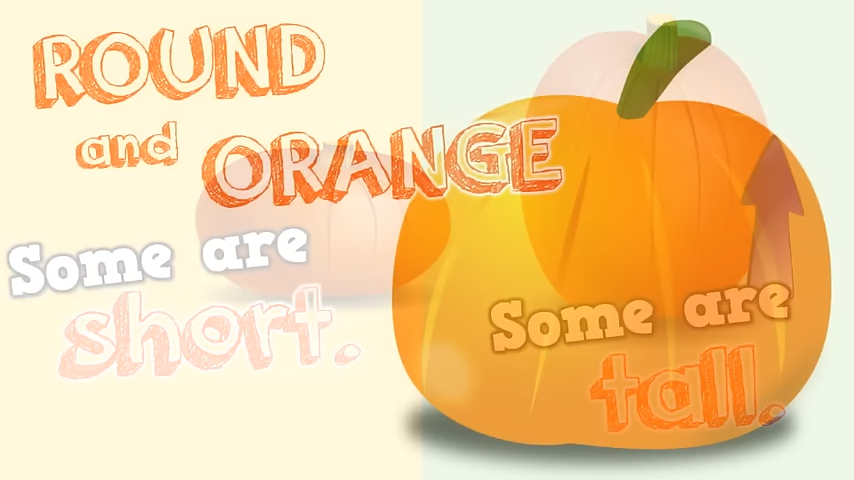 ROUND
and ORANGE
Some are
short.
Some are
tall.